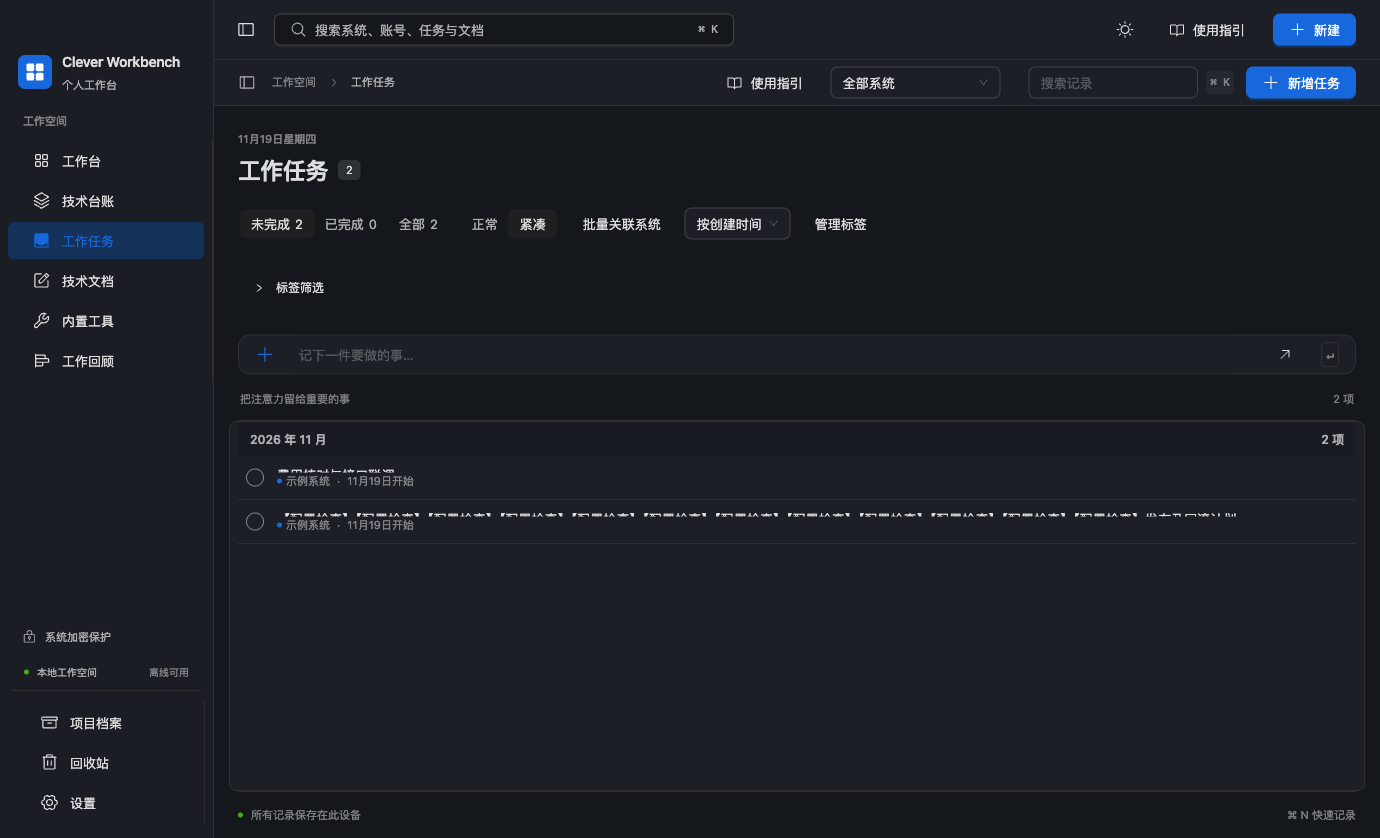 Clever Workbench
个人工作台
工作空间
工作台
技术台账
工作任务
技术文档
内置工具
工作回顾
系统加密保护
本地工作空间 离线可用
项目档案
回收站
设置
搜索系统、账号、任务与文档 ⌘ K
使用指引
新建
工作空间 > 工作任务
使用指引
全部系统
搜索记录 ⌘ K
新增任务
11月19日星期四
工作任务 2
未完成 2 已完成 0 全部 2 正常 紧凑 批量关联系统 按创建时间 管理标签
标签筛选
记下一件要做的事...
把注意力留给重要的事 2 项
2026 年 11 月 2 项
示例系统 · 11月19日开始
示例系统 · 11月19日开始
所有记录保存在此设备 ⌘ N 快速记录